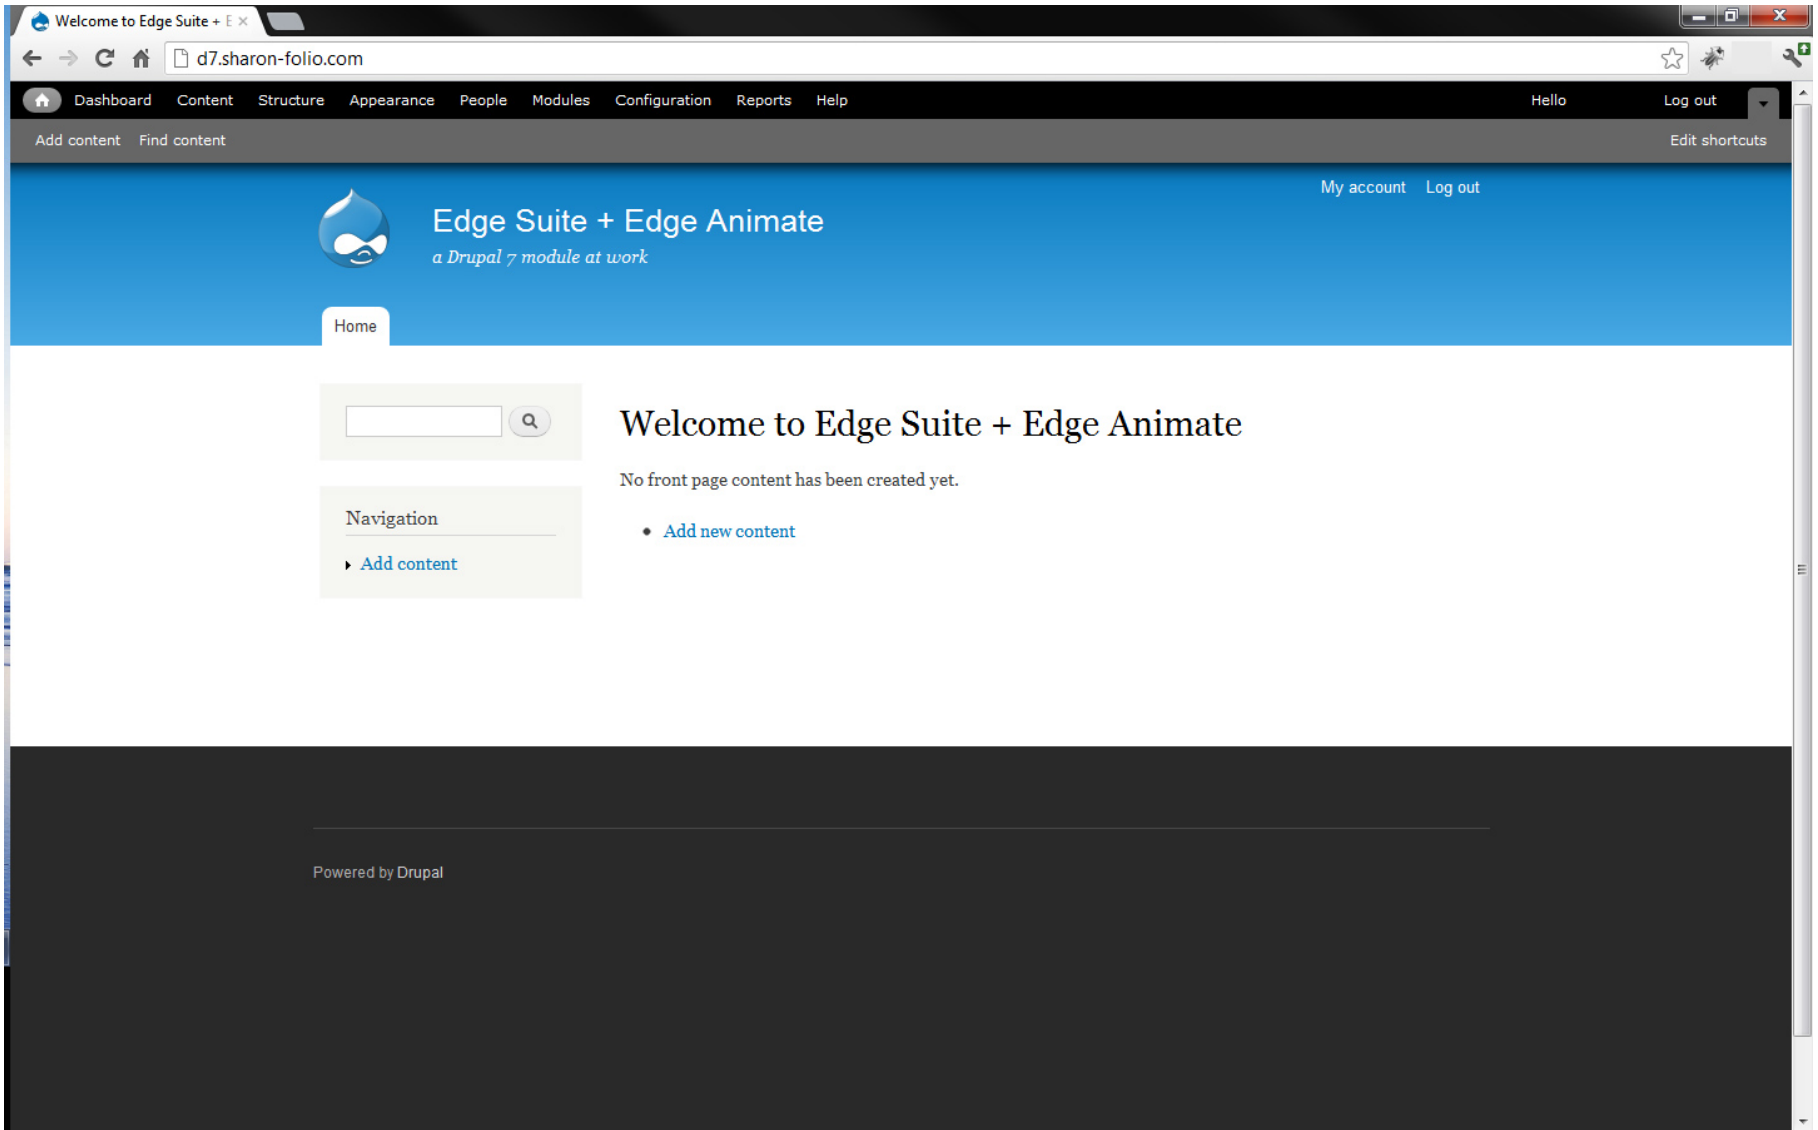 Welcome to Edge Suite + E
d7.sharon-folio.com
Dashboard Content Structure Appearance People Modules Configuration Reports Help Hello Log out
Add content Find content Edit shortcuts
My account Log out
Edge Suite + Edge Animate
a Drupal 7 module at work
Home
Welcome to Edge Suite + Edge Animate
No front page content has been created yet.
Add new content
Navigation
Add content
Powered by Drupal